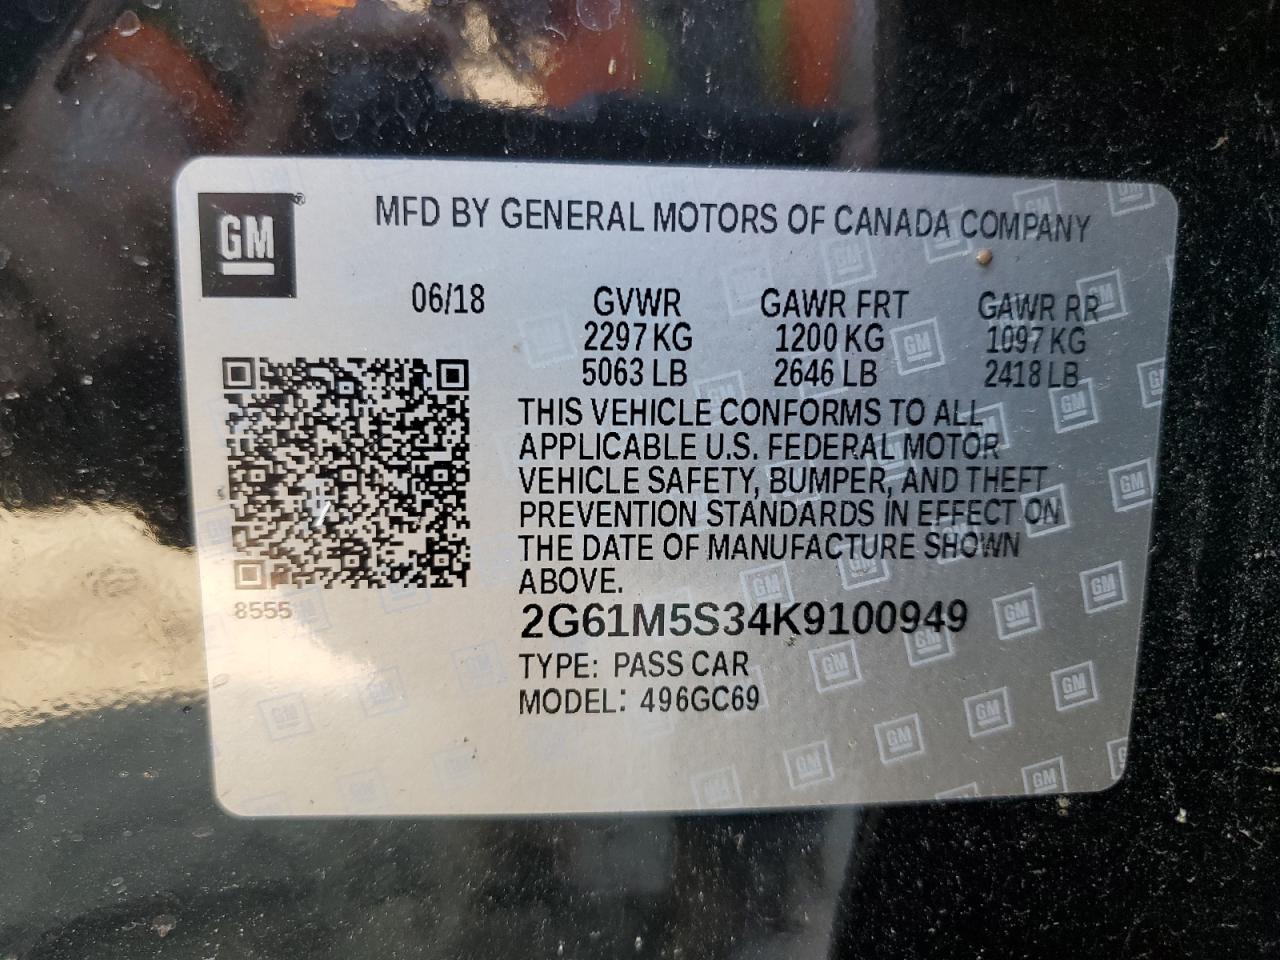 GM
MFD BY GENERAL MOTORS OF CANADA COMPANY
06/18 GVWR GAWR FRT GAWR RR
2297 KG 1200 KG 1097 KG
5063 LB 2646 LB 2418 LB
THIS VEHICLE CONFORMS TO ALL
APPLICABLE U.S. FEDERAL MOTOR
VEHICLE SAFETY, BUMPER, AND THEFT
PREVENTION STANDARDS IN EFFECT ON
THE DATE OF MANUFACTURE SHOWN
ABOVE.
8555
2G61M5S34K9100949
TYPE: PASS CAR
MODEL: 496GC69